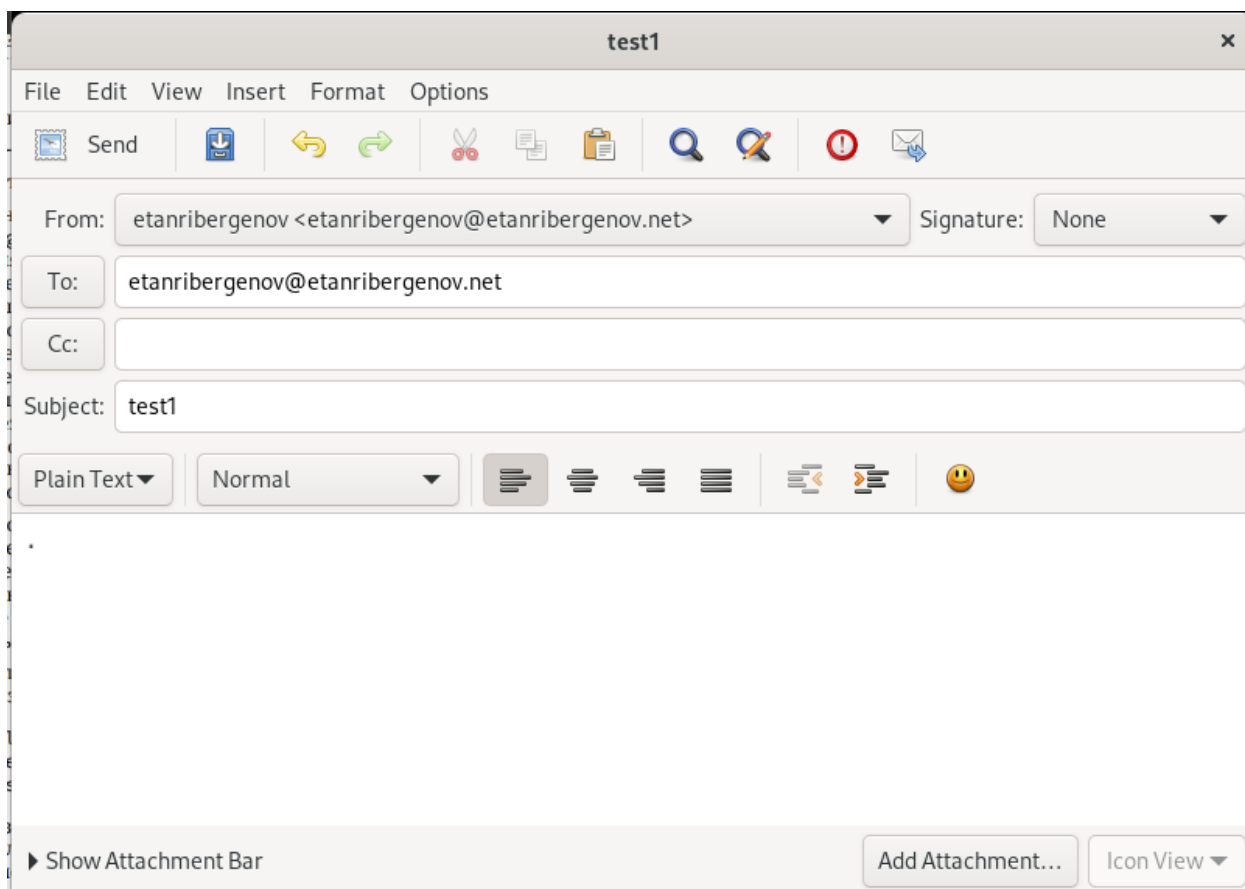 test1
File Edit View Insert Format Options
Send
From: etanribergenov <etanribergenov@etanribergenov.net> Signature: None
To: etanribergenov@etanribergenov.net
Cc:
Subject: test1
Plain Text Normal
.
Show Attachment Bar Add Attachment... Icon View